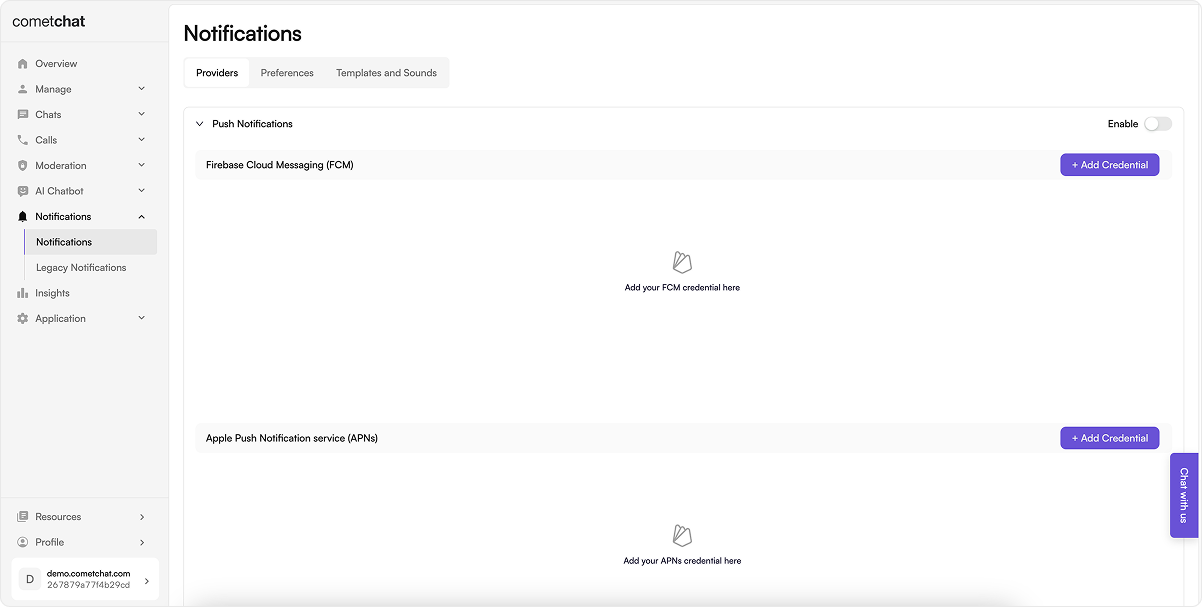 cometchat
Overview
Manage
Chats
Calls
Moderation
AI Chatbot
Notifications
Notifications
Legacy Notifications
Insights
Application
Resources
Profile
D
demo.cometchat.com
267879a77f4b29cd
Notifications
Providers
Preferences
Templates and Sounds
Push Notifications
Enable
Firebase Cloud Messaging (FCM)
+ Add Credential
Add your FCM credential here
Apple Push Notification service (APNs)
+ Add Credential
Add your APNs credential here
Chat with us